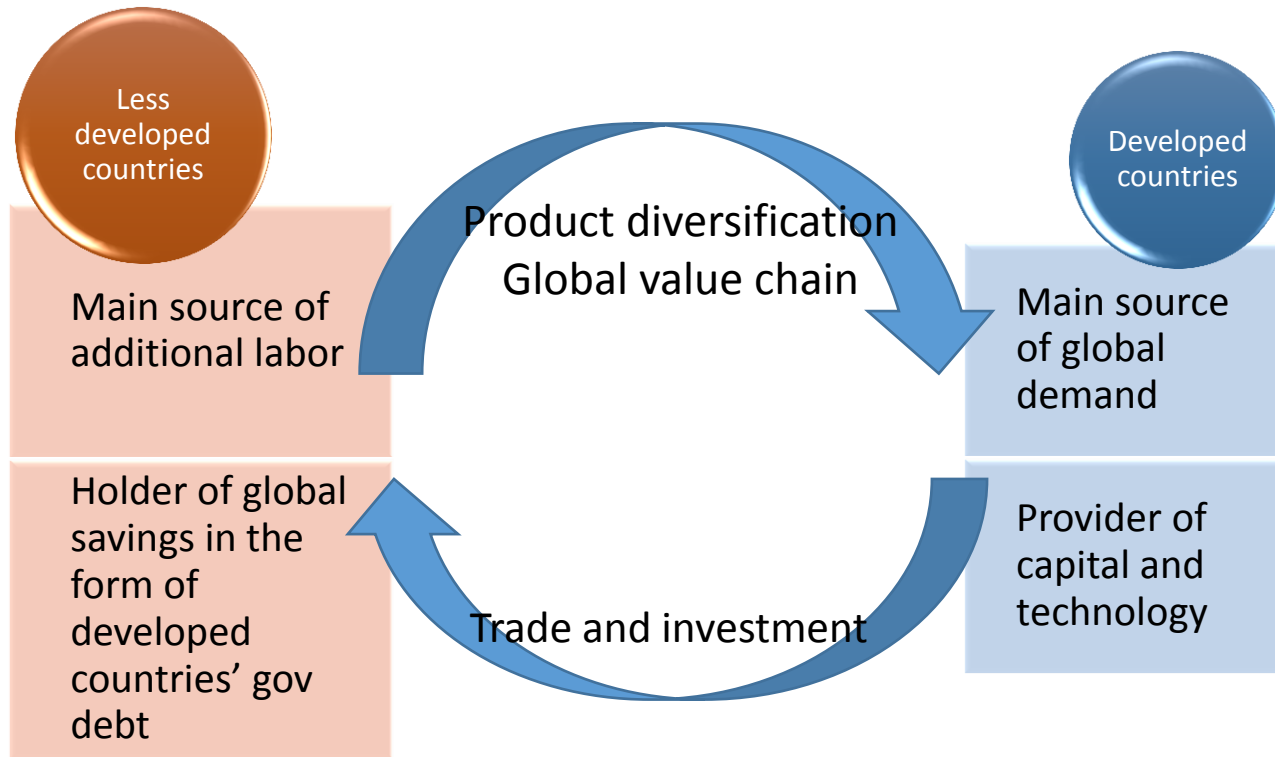 Less
developed
countries
Main source of
additional labor
Holder of global
savings in the
form of
developed
countries’ gov
debt
Product diversification
Global value chain
Trade and investment
Developed
countries
Main source
of global
demand
Provider of
capital and
technology